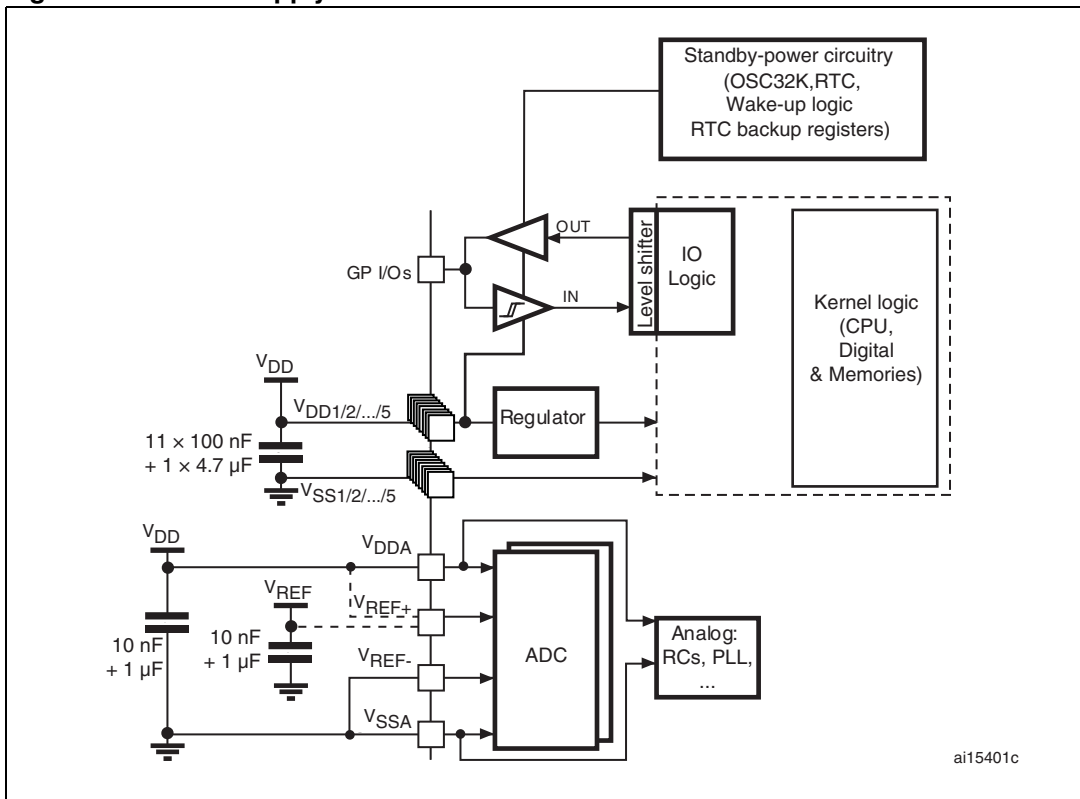 Standby-power circuitry
(OSC32K,RTC,
Wake-up logic
RTC backup registers)
OUT
GP I/Os
IN
Level shifter
IO
Logic
Kernel logic
(CPU,
Digital
& Memories)
VDD
VDD1/2/.../5
Regulator
11 × 100 nF
+ 1 × 4.7 µF
VSS1/2/.../5
VDD
VDDA
VREF
VREF+
10 nF
+ 1 µF
10 nF
+ 1 µF
VREF-
ADC
Analog:
RCs, PLL,
...
VSSA
ai15401c